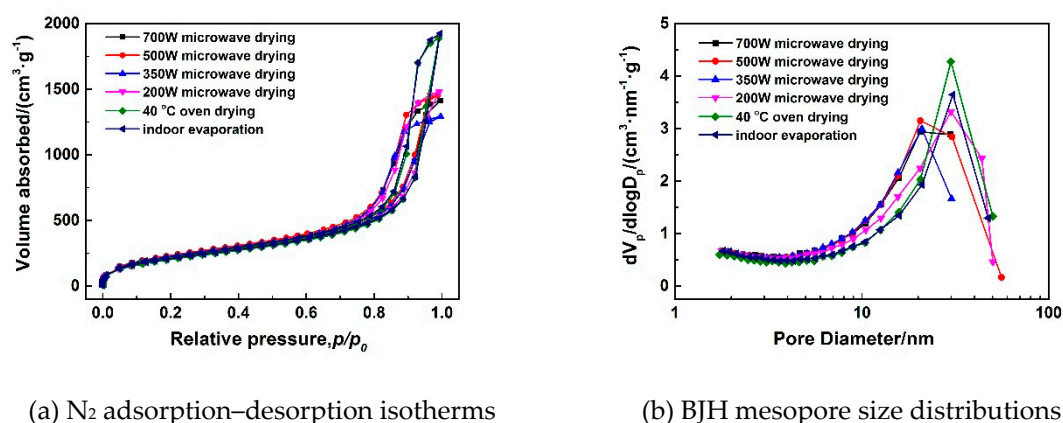 2000
1500
1000
500
0
Volume absorbed/(cm³·g⁻¹)
700W microwave drying
500W microwave drying
350W microwave drying
200W microwave drying
40 °C oven drying
indoor evaporation
0.0 0.2 0.4 0.6 0.8 1.0
Relative pressure,p/p₀
(a) N₂ adsorption–desorption isotherms
5
4
3
2
1
0
dVₚ/dlogDₚ/(cm³·nm⁻¹·g⁻¹)
700W microwave drying
500W microwave drying
350W microwave drying
200W microwave drying
40 °C oven drying
indoor evaporation
1 10 100
Pore Diameter/nm
(b) BJH mesopore size distributions